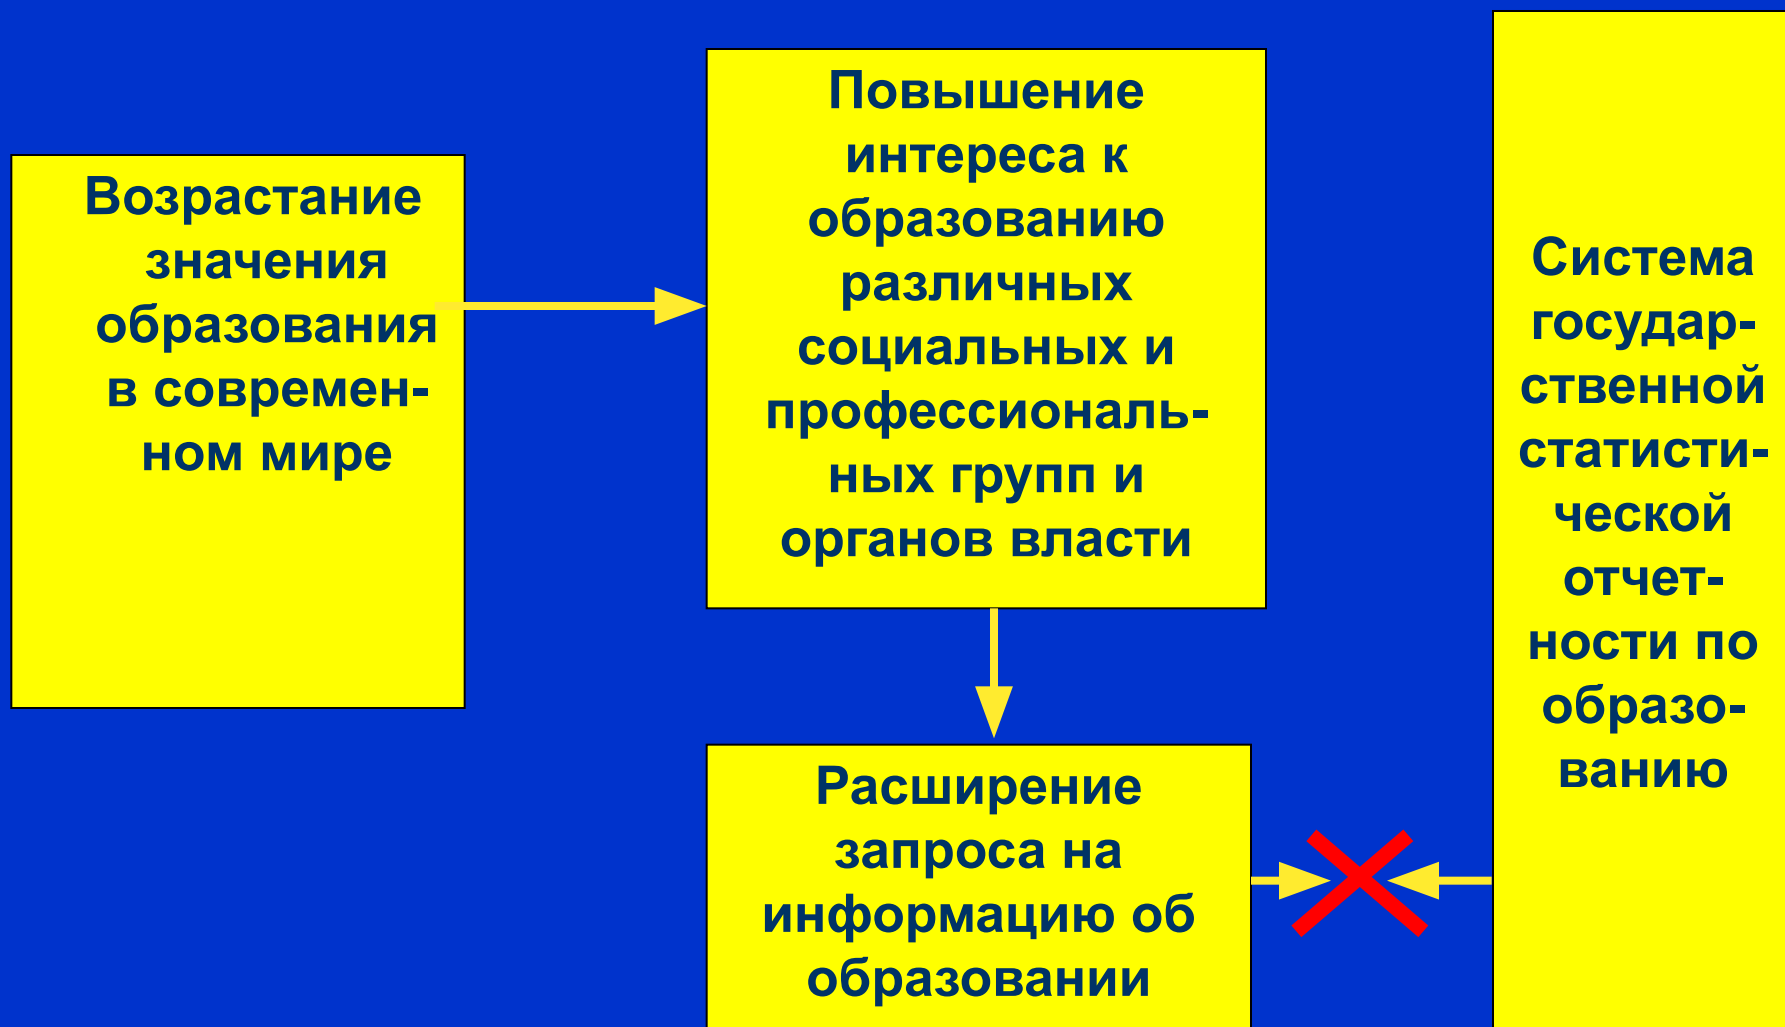 Возрастание
значения
образования
в современ-
ном мире
Повышение
интереса к
образованию
различных
социальных и
профессиональ-
ных групп и
органов власти
Расширение
запроса на
информацию об
образовании
Система
государ-
ственной
статисти-
ческой
отчет-
ности по
образо-
ванию